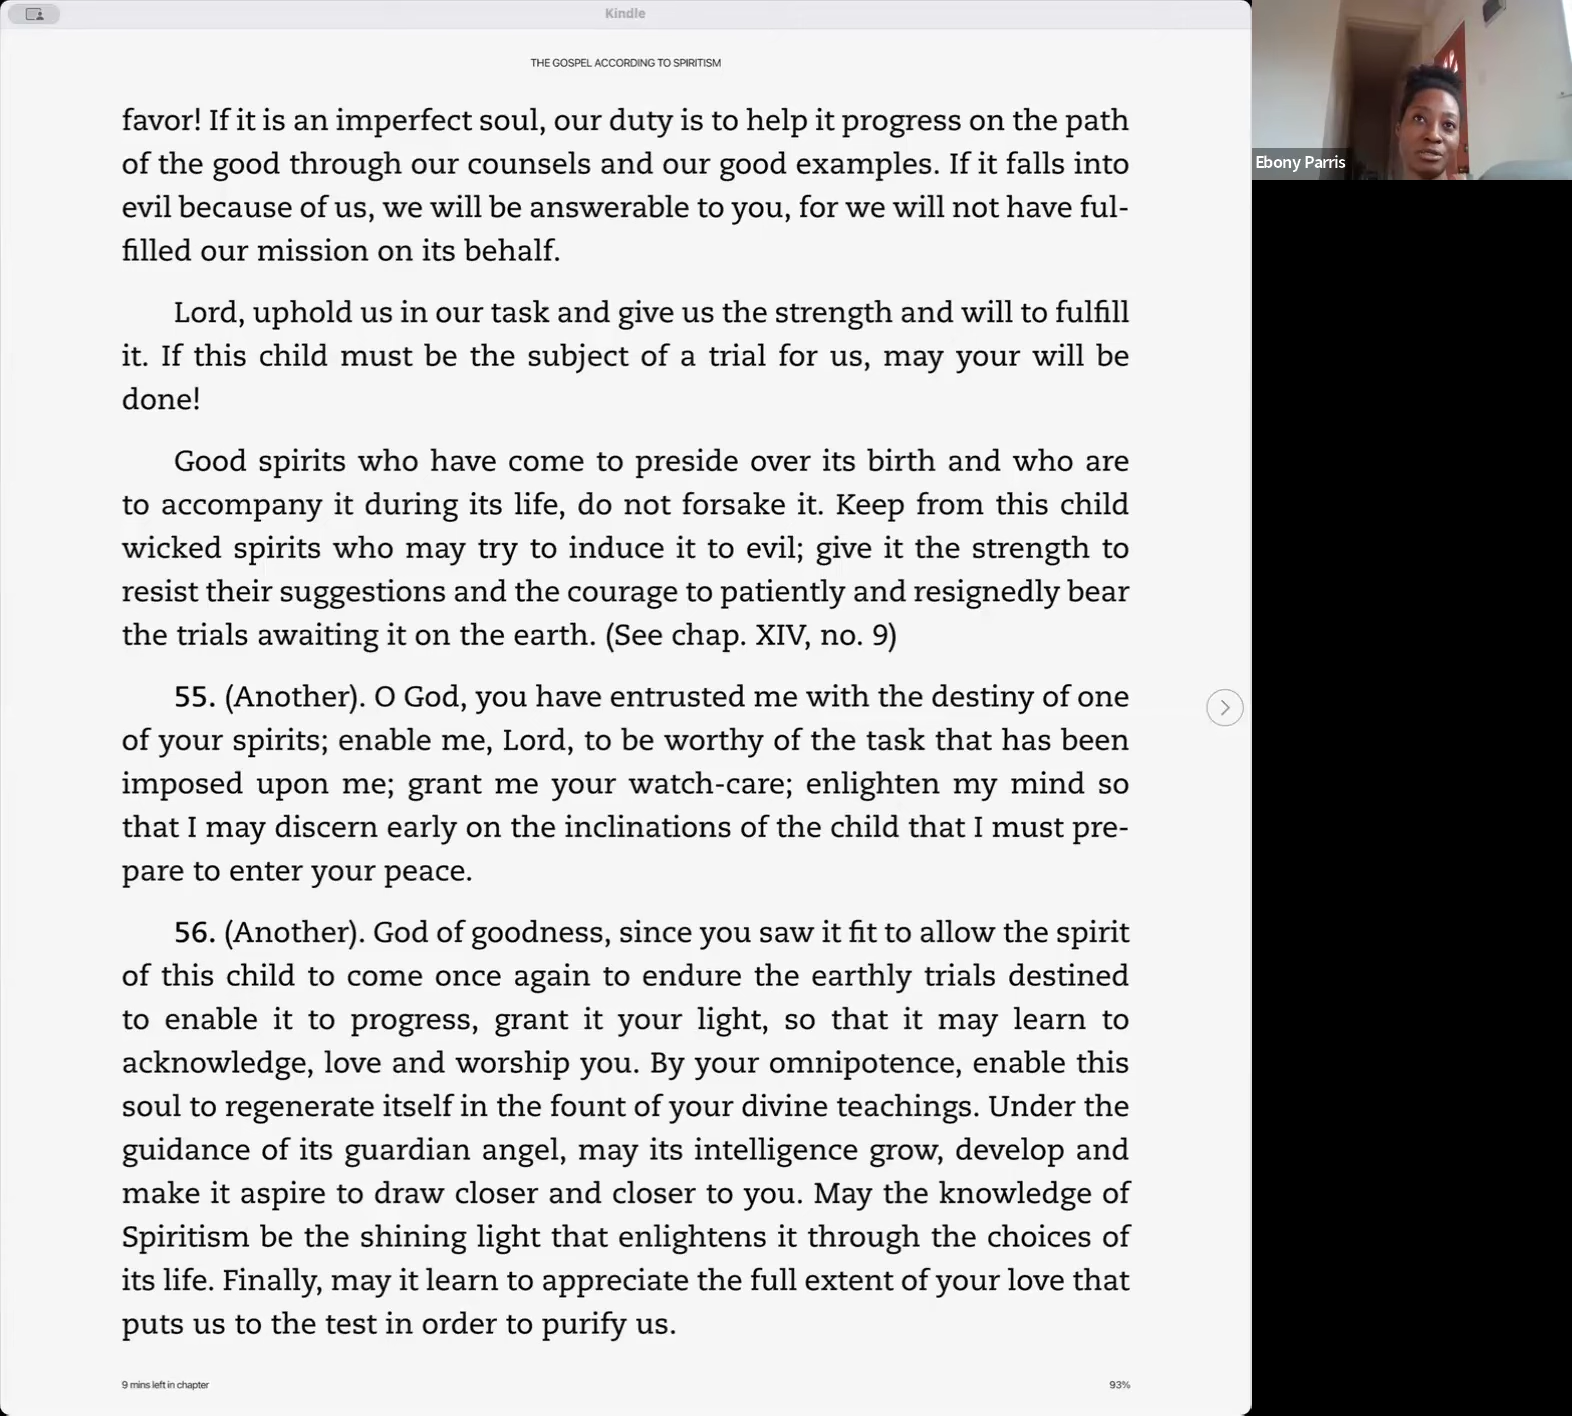 Kindle
THE GOSPEL ACCORDING TO SPIRITISM
favor! If it is an imperfect soul, our duty is to help it progress on the path
of the good through our counsels and our good examples. If it falls into
evil because of us, we will be answerable to you, for we will not have ful-
filled our mission on its behalf.
Lord, uphold us in our task and give us the strength and will to fulfill
it. If this child must be the subject of a trial for us, may your will be
done!
Good spirits who have come to preside over its birth and who are
to accompany it during its life, do not forsake it. Keep from this child
wicked spirits who may try to induce it to evil; give it the strength to
resist their suggestions and the courage to patiently and resignedly bear
the trials awaiting it on the earth. (See chap. XIV, no. 9)
55. (Another). O God, you have entrusted me with the destiny of one
of your spirits; enable me, Lord, to be worthy of the task that has been
imposed upon me; grant me your watch-care; enlighten my mind so
that I may discern early on the inclinations of the child that I must pre-
pare to enter your peace.
56. (Another). God of goodness, since you saw it fit to allow the spirit
of this child to come once again to endure the earthly trials destined
to enable it to progress, grant it your light, so that it may learn to
acknowledge, love and worship you. By your omnipotence, enable this
soul to regenerate itself in the fount of your divine teachings. Under the
guidance of its guardian angel, may its intelligence grow, develop and
make it aspire to draw closer and closer to you. May the knowledge of
Spiritism be the shining light that enlightens it through the choices of
its life. Finally, may it learn to appreciate the full extent of your love that
puts us to the test in order to purify us.
9 mins left in chapter
93%
Ebony Parris